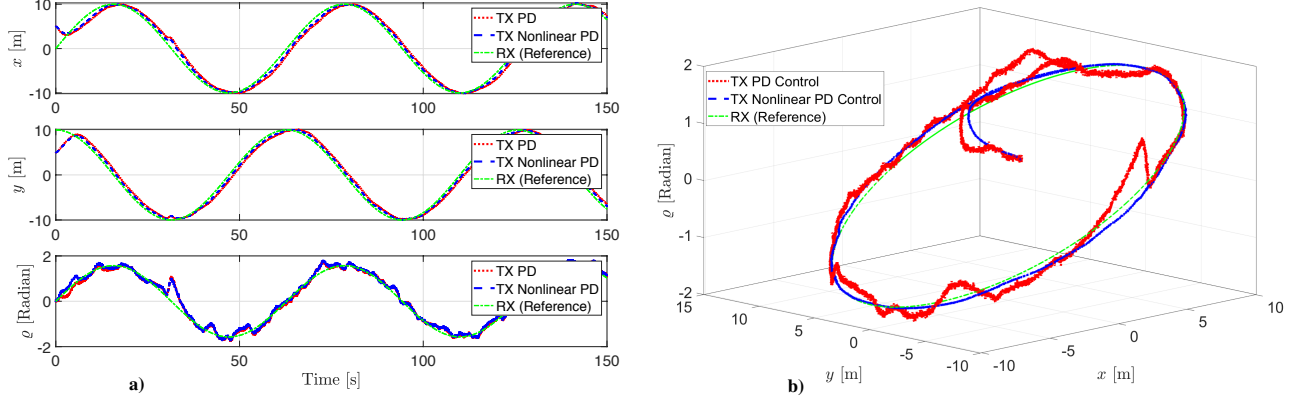 10
0
-10
x [m]
TX PD
TX Nonlinear PD
RX (Reference)
0 50 100 150
10
0
-10
y [m]
TX PD
TX Nonlinear PD
RX (Reference)
0 50 100 150
2
0
-2
ϱ [Radian]
TX PD
TX Nonlinear PD
RX (Reference)
0 50 100 150
Time [s]
a)
TX PD Control
TX Nonlinear PD Control
RX (Reference)
2
1
0
-1
-2
ϱ [Radian]
15 10 5 0 -5 -10
y [m]
-10 -5 0 5 10
x [m]
b)